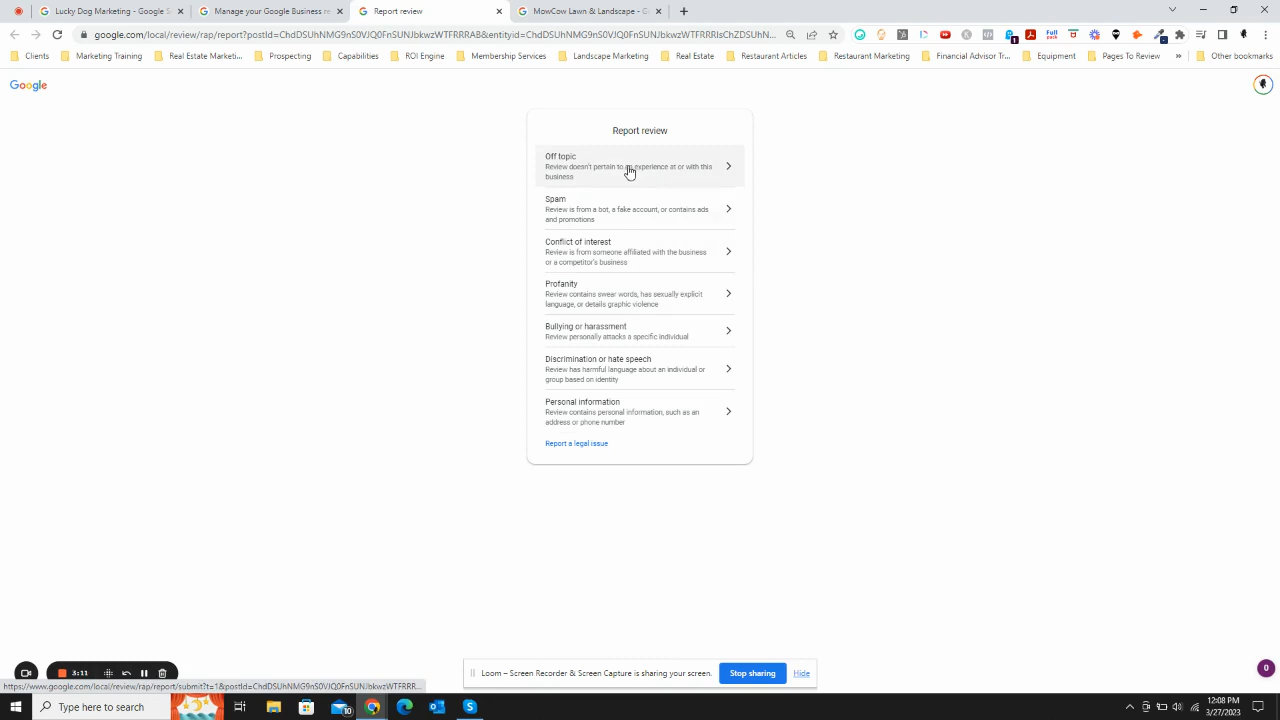 Lucky Dog Marketing - Google S
Manage your Google Business re
Report review
MowCow Lawn & Landscape - G
google.com/local/review/rap/report?postId=ChdDSUhNMG9nS0VJQ0FnSUNJbkwzWTFRRRAB&entityid=ChdDSUhNMG9nS0VJQ0FnSUNJbkwzWTFRRRIsChZDSUhN...
Full
1
Clients
Marketing Training
Real Estate Marketi...
Prospecting
Capabilities
ROI Engine
Membership Services
Landscape Marketing
Real Estate
Restaurant Articles
Restaurant Marketing
Financial Advisor Tr...
Equipment
Pages To Review
»
Other bookmarks
Google
Report review
Off topic
Review doesn't pertain to an experience at or with this
business
Spam
Review is from a bot, a fake account, or contains ads
and promotions
Conflict of interest
Review is from someone affiliated with the business
or a competitor's business
Profanity
Review contains swear words, has sexually explicit
language, or details graphic violence
Bullying or harassment
Review personally attacks a specific individual
Discrimination or hate speech
Review has harmful language about an individual or
group based on identity
Personal information
Review contains personal information, such as an
address or phone number
Report a legal issue
3:11
Loom – Screen Recorder & Screen Capture is sharing your screen.
Stop sharing
Hide
0
https://www.google.com/local/review/rap/report/submit?t=1&postId=ChdDSUhNMG9nS0VJQ0FnSUNJbkwzWTFRRR...
Type here to search
10
12:08 PM
3/27/2023